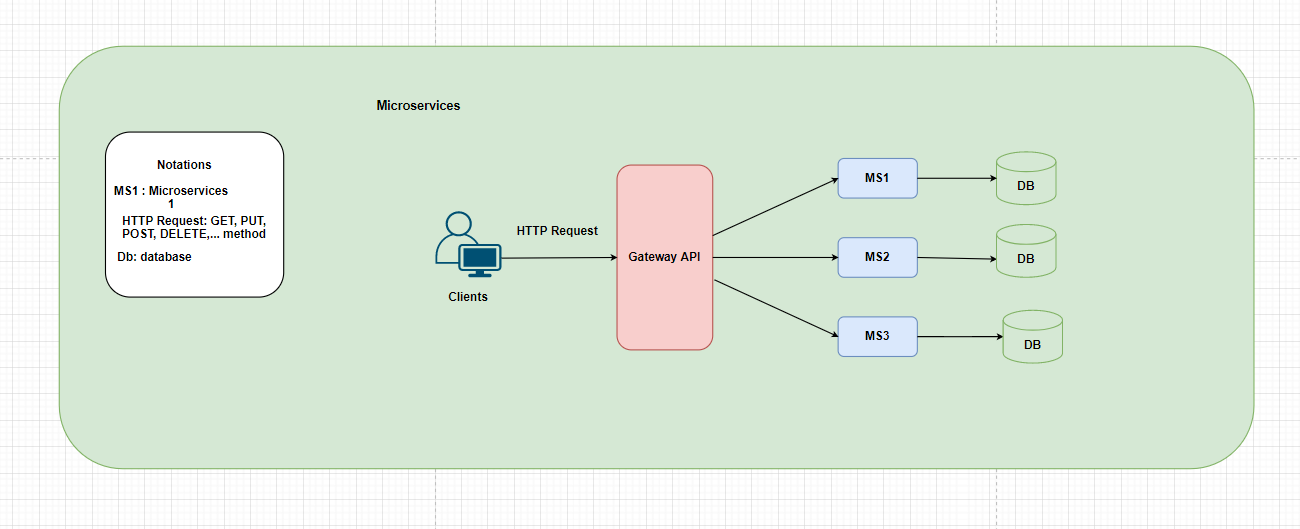 Microservices
Notations
MS1 : Microservices
1
HTTP Request: GET, PUT,
POST, DELETE,... method
Db: database
Clients
HTTP Request
Gateway API
MS1
DB
MS2
DB
MS3
DB